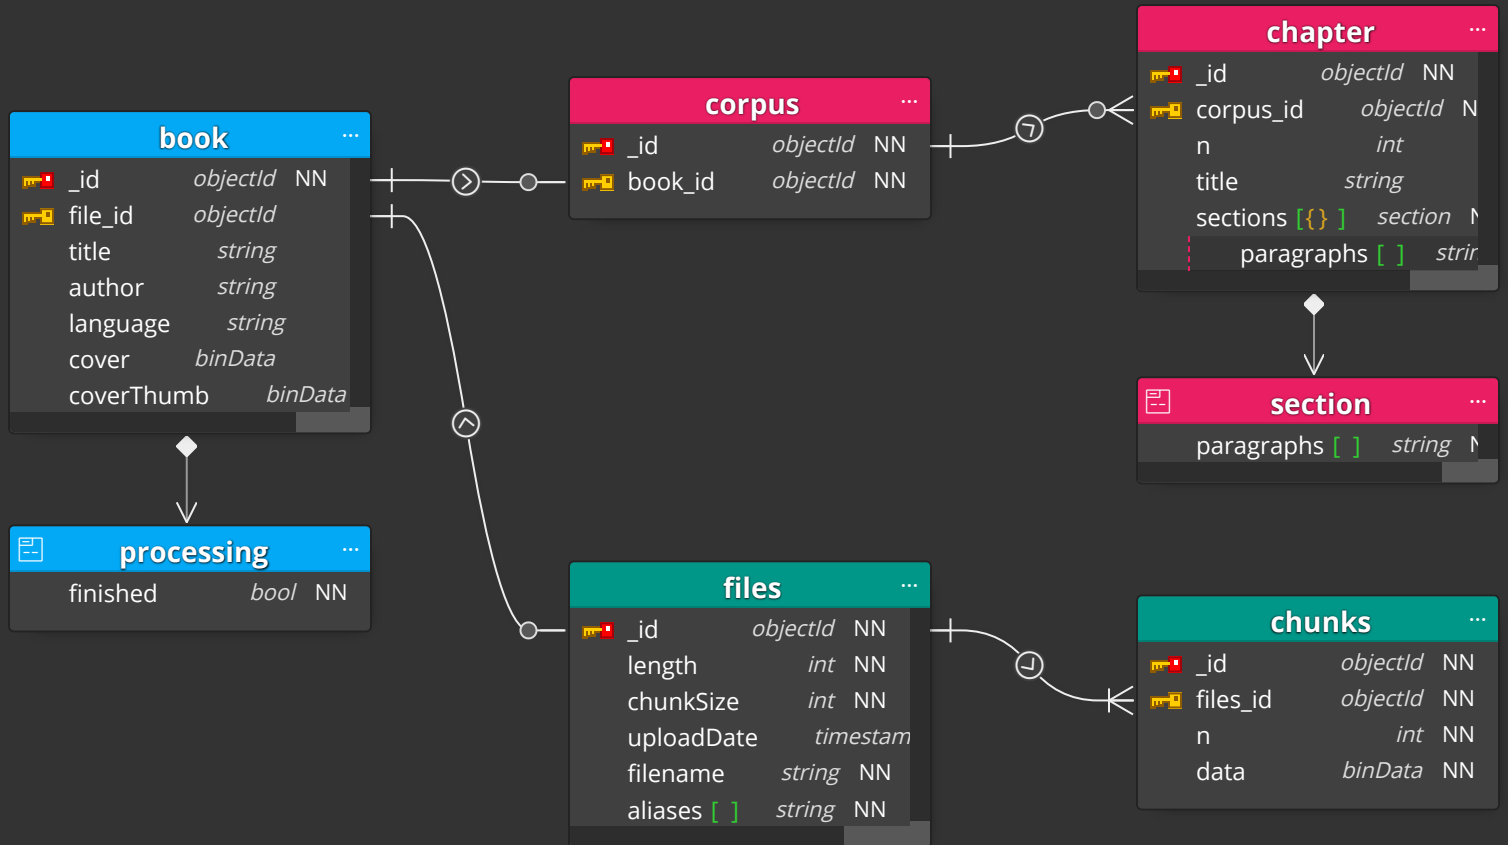 book ...
_id objectId NN
file_id objectId
title string
author string
language string
cover binData
coverThumb binData
processing ...
finished bool NN
corpus ...
_id objectId NN
book_id objectId NN
files ...
_id objectId NN
length int NN
chunkSize int NN
uploadDate timestam
filename string NN
aliases [ ] string NN
chapter ...
_id objectId NN
corpus_id objectId N
n int
title string
sections [{} ] section N
paragraphs [ ] strin
section ...
paragraphs [ ] string N
chunks ...
_id objectId NN
files_id objectId NN
n int NN
data binData NN